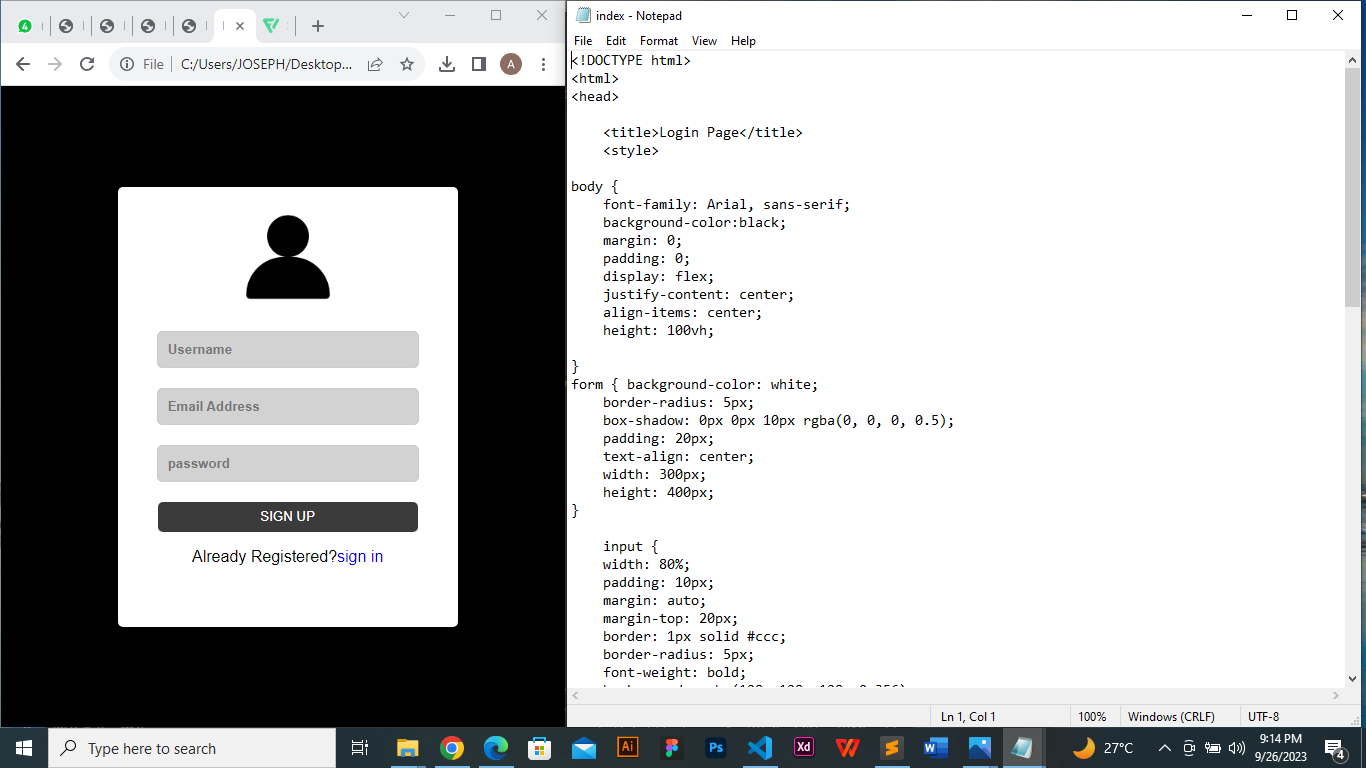 4
File
C:/Users/JOSEPH/Desktop...
A
Username
Email Address
password
SIGN UP
Already Registered?sign in
index - Notepad
File Edit Format View Help
<!DOCTYPE html>
<html>
<head>
<title>Login Page</title>
<style>
body {
font-family: Arial, sans-serif;
background-color:black;
margin: 0;
padding: 0;
display: flex;
justify-content: center;
align-items: center;
height: 100vh;
}
form { background-color: white;
border-radius: 5px;
box-shadow: 0px 0px 10px rgba(0, 0, 0, 0.5);
padding: 20px;
text-align: center;
width: 300px;
height: 400px;
}
input {
width: 80%;
padding: 10px;
margin: auto;
margin-top: 20px;
border: 1px solid #ccc;
border-radius: 5px;
font-weight: bold;
Ln 1, Col 1
100%
Windows (CRLF)
UTF-8
Type here to search
Ai
Ps
Xd
W
27°C
9:14 PM
9/26/2023
4